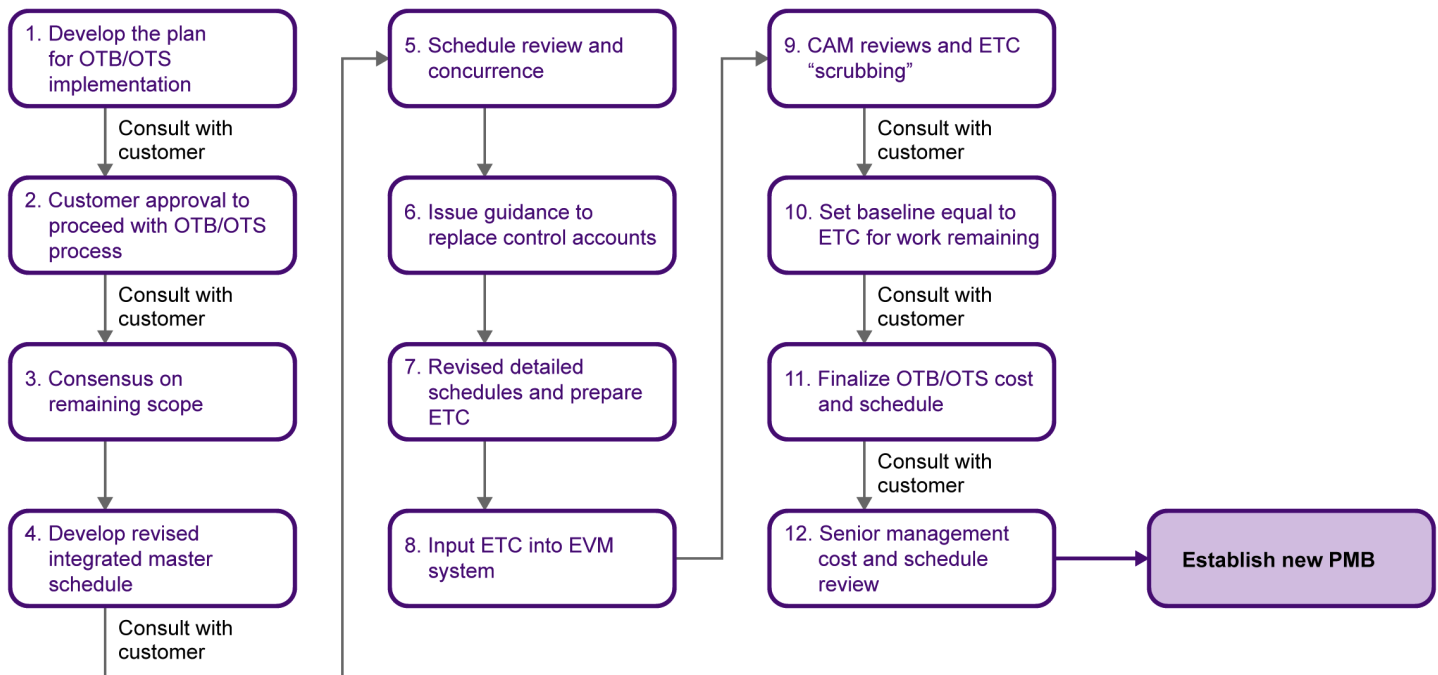 1. Develop the plan
for OTB/OTS
implementation
Consult with
customer
2. Customer approval to
proceed with OTB/OTS
process
Consult with
customer
3. Consensus on
remaining scope
4. Develop revised
integrated master
schedule
Consult with
customer
5. Schedule review and
concurrence
6. Issue guidance to
replace control accounts
7. Revised detailed
schedules and prepare
ETC
8. Input ETC into EVM
system
9. CAM reviews and ETC
“scrubbing”
Consult with
customer
10. Set baseline equal to
ETC for work remaining
Consult with
customer
11. Finalize OTB/OTS cost
and schedule
Consult with
customer
12. Senior management
cost and schedule
review
Establish new PMB